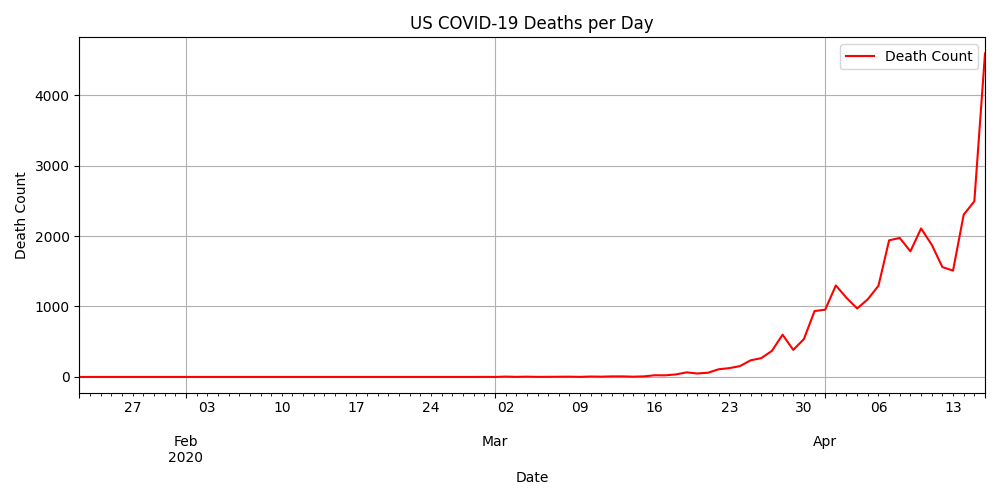 US COVID-19 Deaths per Day
Death Count
Death Count
4000
3000
2000
1000
0
27 03 10 17 24 02 09 16 23 30 06 13
Feb Mar Apr
2020
Date